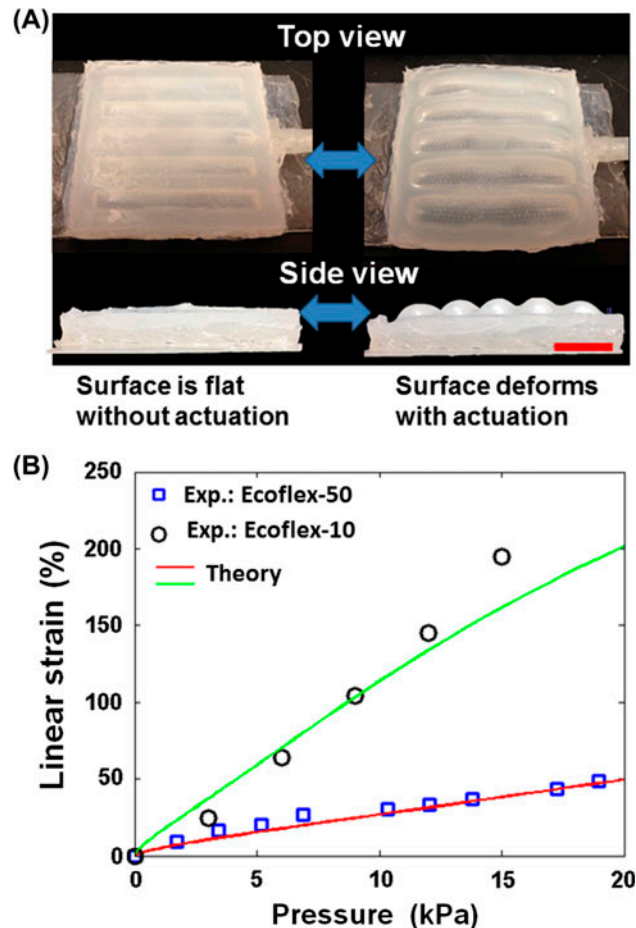 (A)
Top view
Side view
Surface is flat
without actuation
Surface deforms
with actuation
(B)
Linear strain (%)
250
200
150
100
50
0
Exp.: Ecoflex-50
Exp.: Ecoflex-10
Theory
0
5
10
15
20
Pressure (kPa)